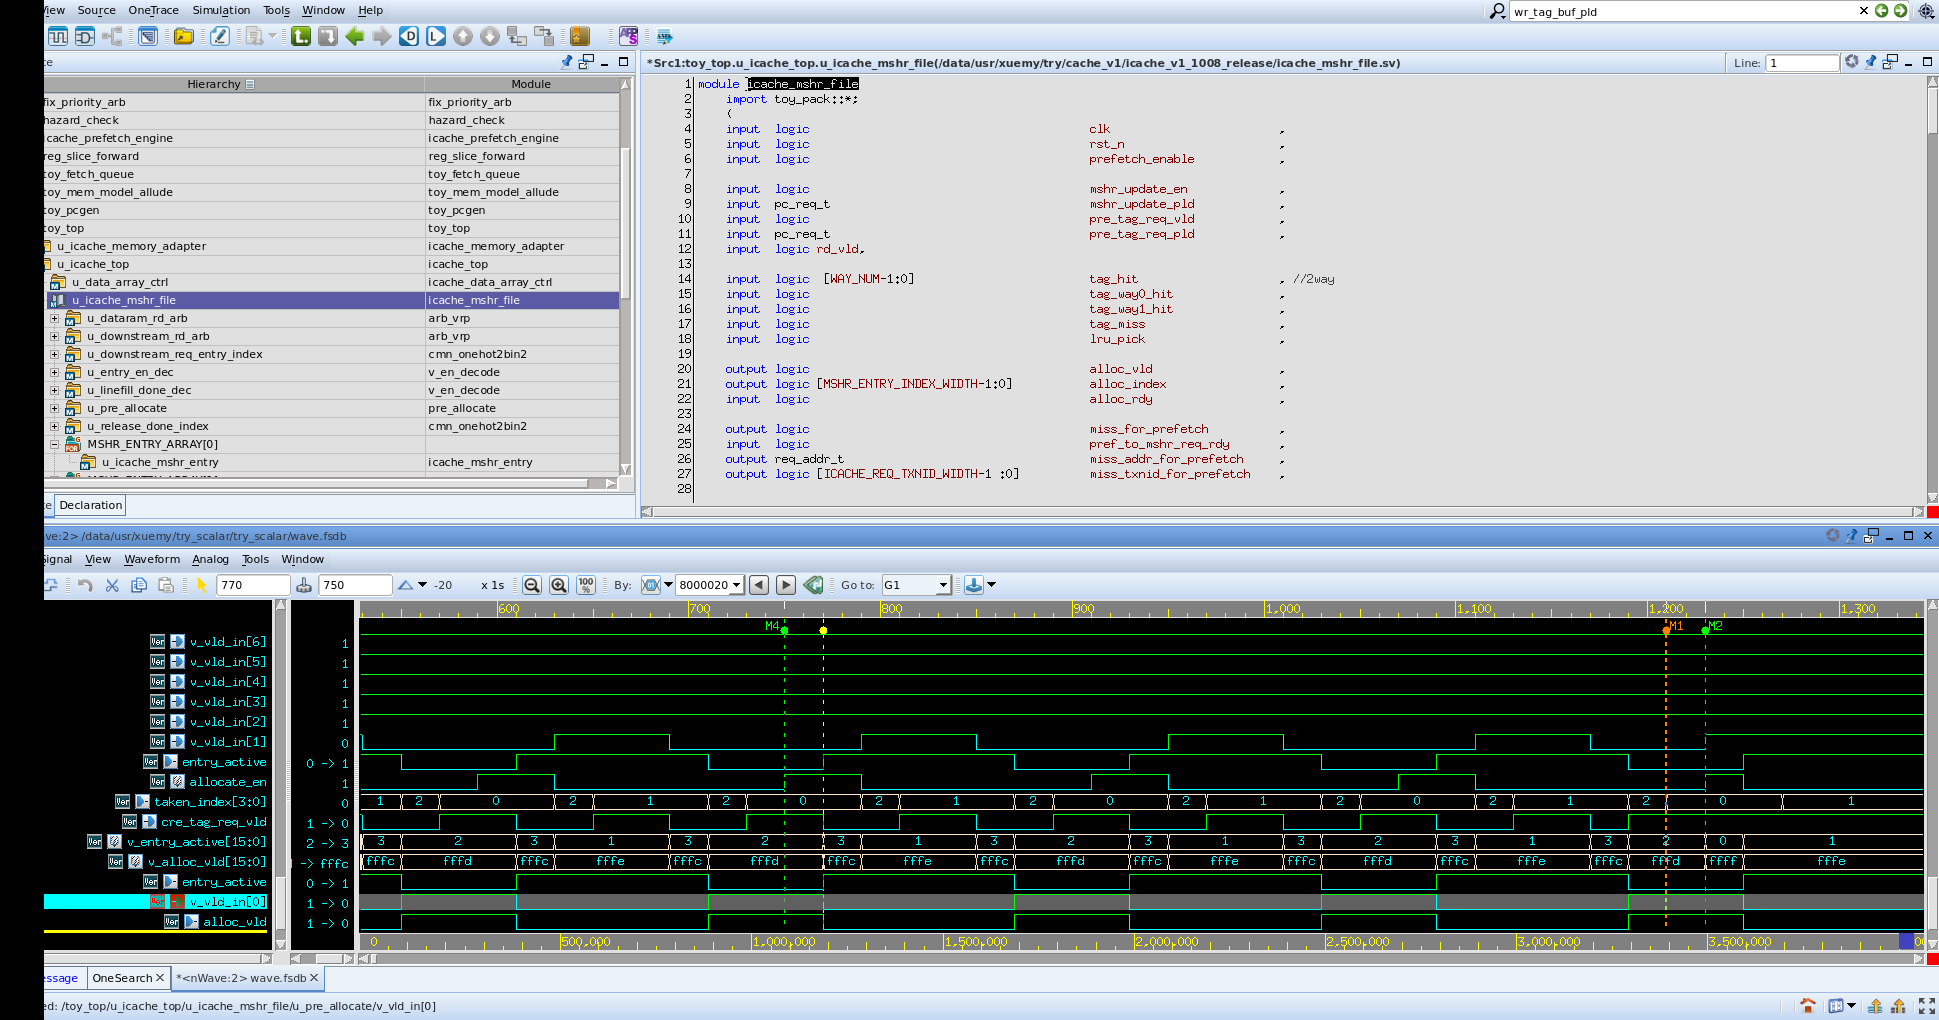 View Source OneTrace Simulation Tools Window Help
wr_tag_buf_pld
*Src1:toy_top.u_icache_top.u_icache_mshr_file(/data/usr/xuemy/try/cache_v1/icache_v1_1008_release/icache_mshr_file.sv)
Line: 1
Hierarchy Module
fix_priority_arb fix_priority_arb
hazard_check hazard_check
icache_prefetch_engine icache_prefetch_engine
reg_slice_forward reg_slice_forward
toy_fetch_queue toy_fetch_queue
toy_mem_model_allude toy_mem_model_allude
toy_pcgen toy_pcgen
toy_top toy_top
u_icache_memory_adapter icache_memory_adapter
u_icache_top icache_top
u_data_array_ctrl icache_data_array_ctrl
u_icache_mshr_file icache_mshr_file
u_dataram_rd_arb arb_vrp
u_downstream_rd_arb arb_vrp
u_downstream_req_entry_index cmn_onehot2bin2
u_entry_en_dec v_en_decode
u_linefill_done_dec v_en_decode
u_pre_allocate pre_allocate
u_release_done_index cmn_onehot2bin2
MSHR_ENTRY_ARRAY[0]
u_icache_mshr_entry icache_mshr_entry
Declaration
1 module icache_mshr_file
2 import toy_pack::*;
3 (
4 input logic clk ,
5 input logic rst_n ,
6 input logic prefetch_enable ,
7
8 input logic mshr_update_en ,
9 input pc_req_t mshr_update_pld ,
10 input logic pre_tag_req_vld ,
11 input pc_req_t pre_tag_req_pld ,
12 input logic rd_vld,
13
14 input logic [WAY_NUM-1:0] tag_hit , //2way
15 input logic tag_way0_hit ,
16 input logic tag_way1_hit ,
17 input logic tag_miss ,
18 input logic lru_pick ,
19
20 output logic alloc_vld ,
21 output logic [MSHR_ENTRY_INDEX_WIDTH-1:0] alloc_index ,
22 input logic alloc_rdy ,
23
24 output logic miss_for_prefetch ,
25 input logic pref_to_mshr_req_rdy ,
26 output req_addr_t miss_addr_for_prefetch ,
27 output logic [ICACHE_REQ_TXNID_WIDTH-1 :0] miss_txnid_for_prefetch ,
28
ve:2> /data/usr/xuemy/try_scalar/try_scalar/wave.fsdb
Signal View Waveform Analog Tools Window
770 750 -20 x 1s 100% By: 8000020 Go to: G1
600 700 800 900 1,000 1,100 1,200 1,300
M4 M1 M2
v_vld_in[6] 1
v_vld_in[5] 1
v_vld_in[4] 1
v_vld_in[3] 1
v_vld_in[2] 1
v_vld_in[1] 0
entry_active 0 -> 1
allocate_en 1
taken_index[3:0] 0 1 2 0 2 1 2 0 2 1 2 0 2 1 2 0 2 1 2 0 1
cre_tag_req_vld 1 -> 0
v_entry_active[15:0] 2 -> 3 3 2 3 1 3 2 3 1 3 2 3 1 3 2 3 1 3 2 0 1
v_alloc_vld[15:0] -> fffc fffc fffd fffc fffe fffc fffd fffc fffe fffc fffd fffc fffe fffc fffd fffc fffe fffc fffd ffff fffe
entry_active 0 -> 1
v_vld_in[0] 1 -> 0
alloc_vld 1 -> 0
0 500,000 1,000,000 1,500,000 2,000,000 2,500,000 3,000,000 3,500,000
essage OneSearch *<nWave:2> wave.fsdb
ed: /toy_top/u_icache_top/u_icache_mshr_file/u_pre_allocate/v_vld_in[0]